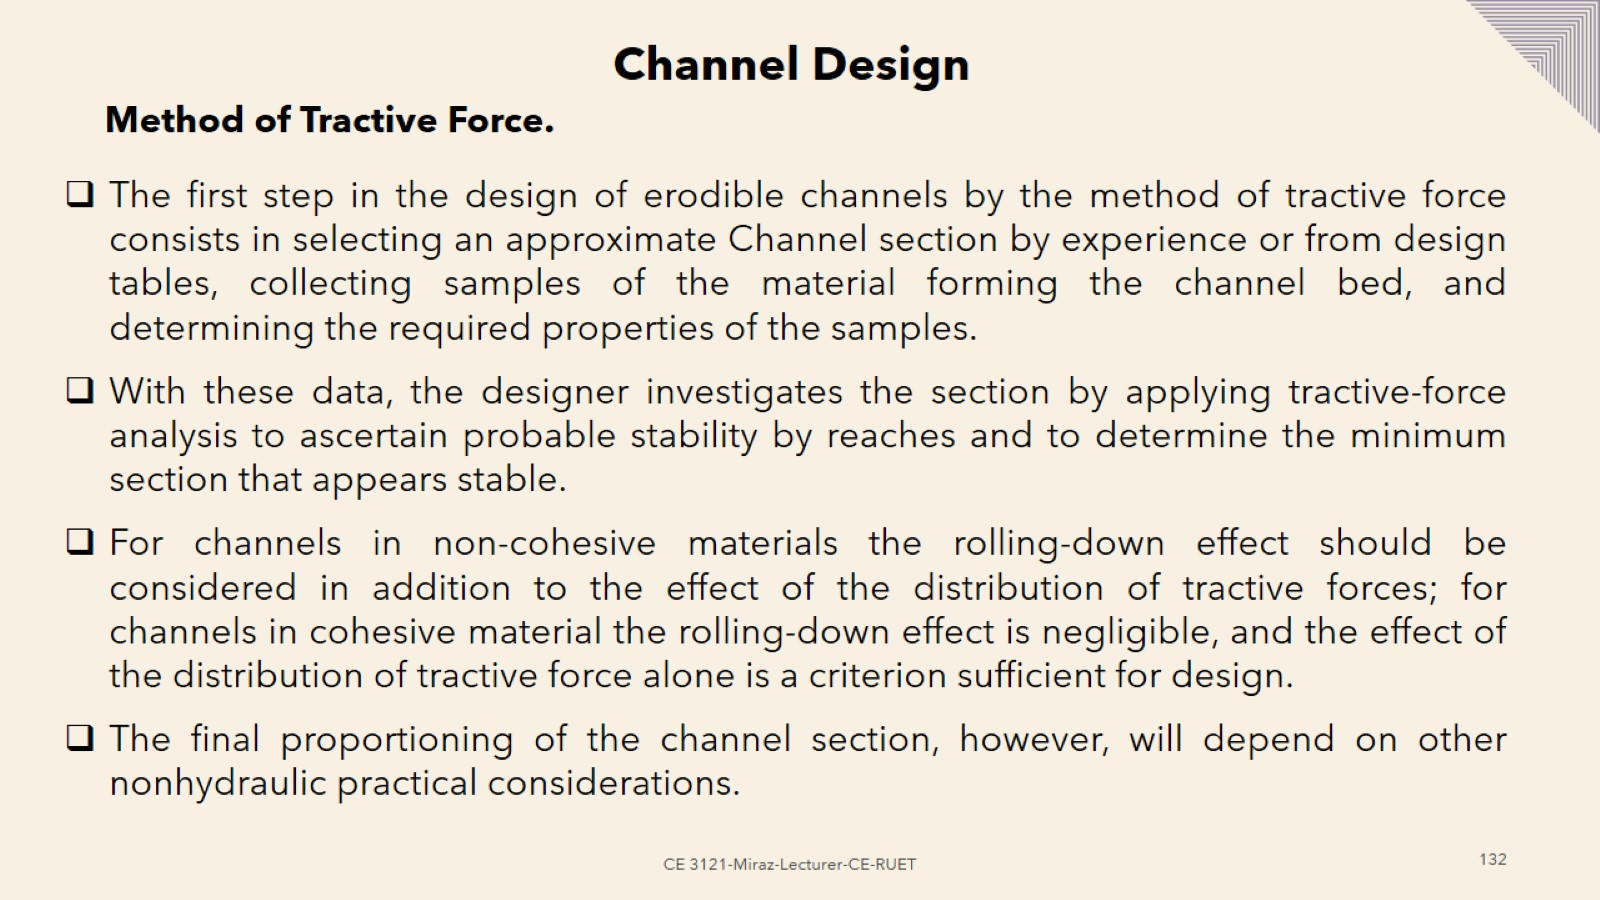 Channel Design
Method of Tractive Force.
❑ The first step in the design of erodible channels by the method of tractive force
consists in selecting an approximate Channel section by experience or from design
tables, collecting samples of the material forming the channel bed, and
determining the required properties of the samples.
❑ With these data, the designer investigates the section by applying tractive-force
analysis to ascertain probable stability by reaches and to determine the minimum
section that appears stable.
❑ For channels in non-cohesive materials the rolling-down effect should be
considered in addition to the effect of the distribution of tractive forces; for
channels in cohesive material the rolling-down effect is negligible, and the effect of
the distribution of tractive force alone is a criterion sufficient for design.
❑ The final proportioning of the channel section, however, will depend on other
nonhydraulic practical considerations.
CE 3121-Miraz-Lecturer-CE-RUET
132